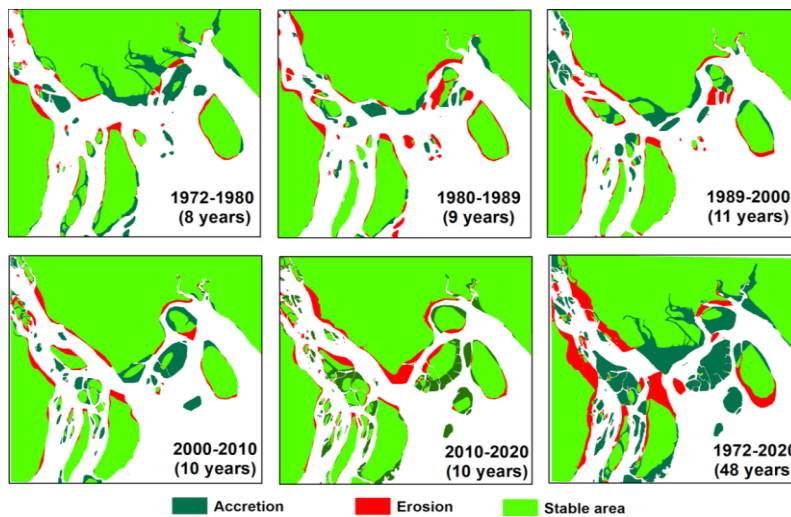 1972-1980
(8 years)
1980-1989
(9 years)
1989-2000
(11 years)
2000-2010
(10 years)
2010-2020
(10 years)
1972-2020
(48 years)
Accretion
Erosion
Stable area